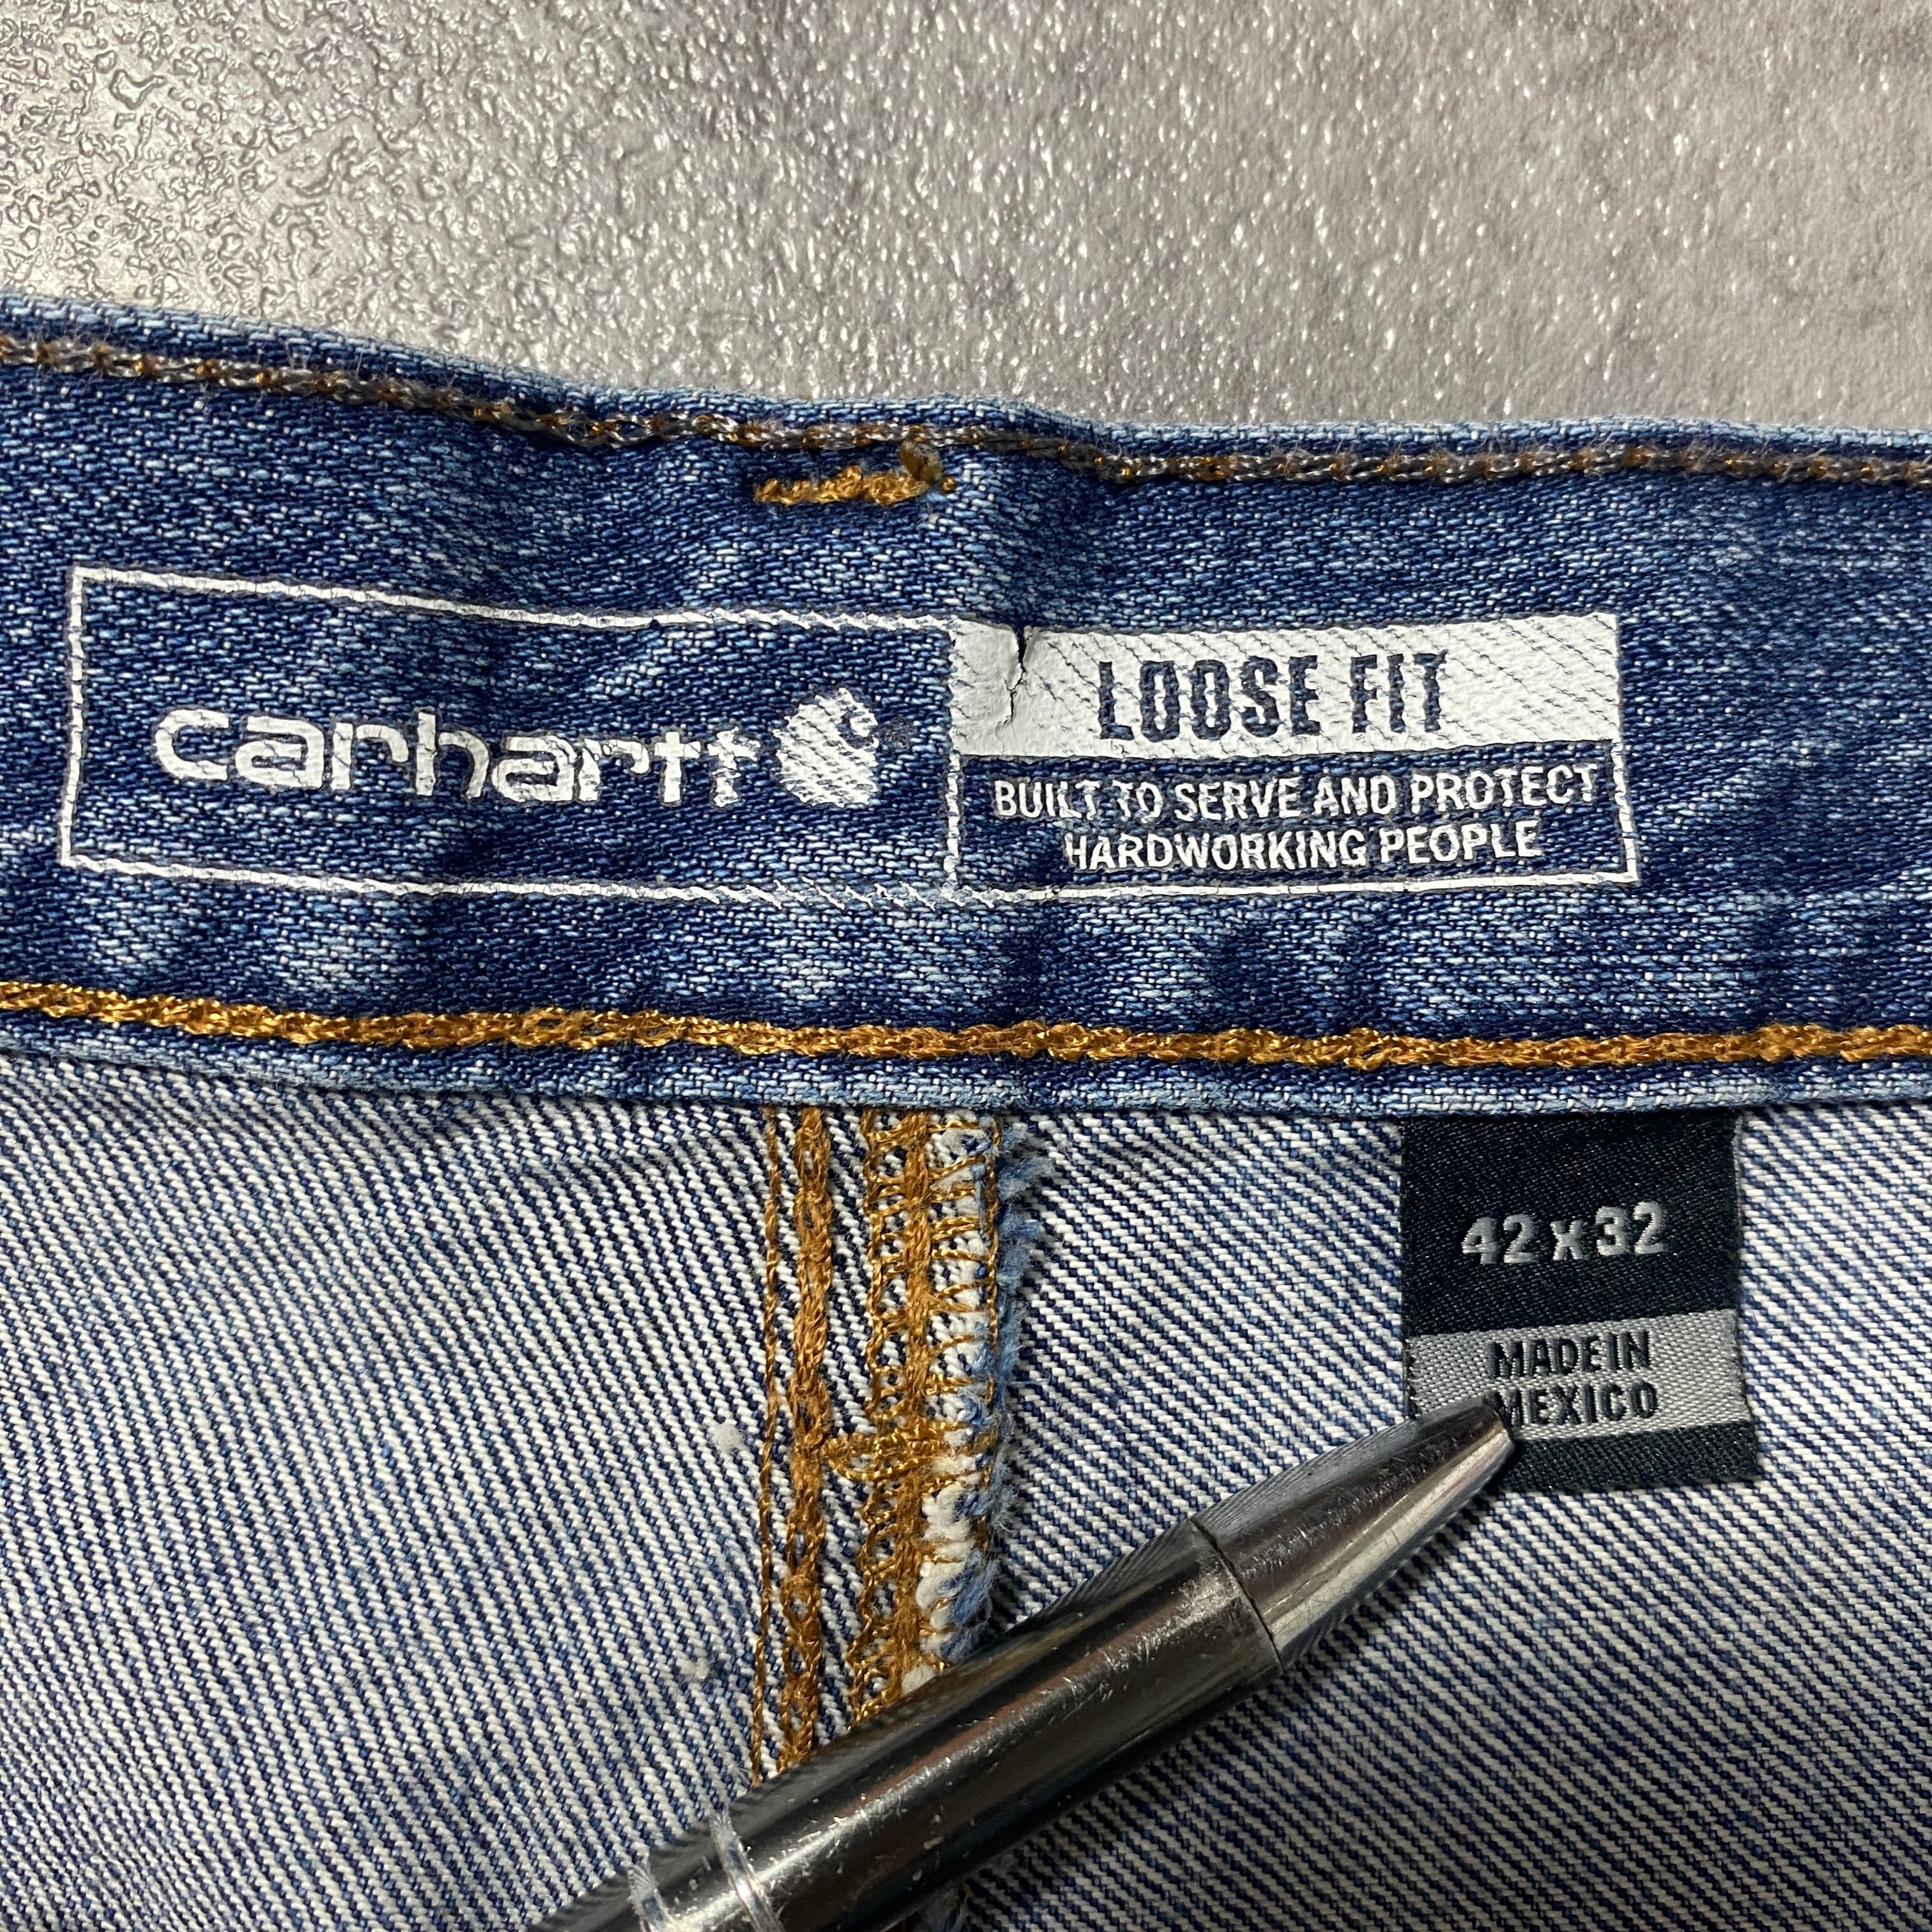 carhartt
LOOSE FIT
BUILT TO SERVE AND PROTECT
HARDWORKING PEOPLE
42 x 32
MADE IN
MEXICO